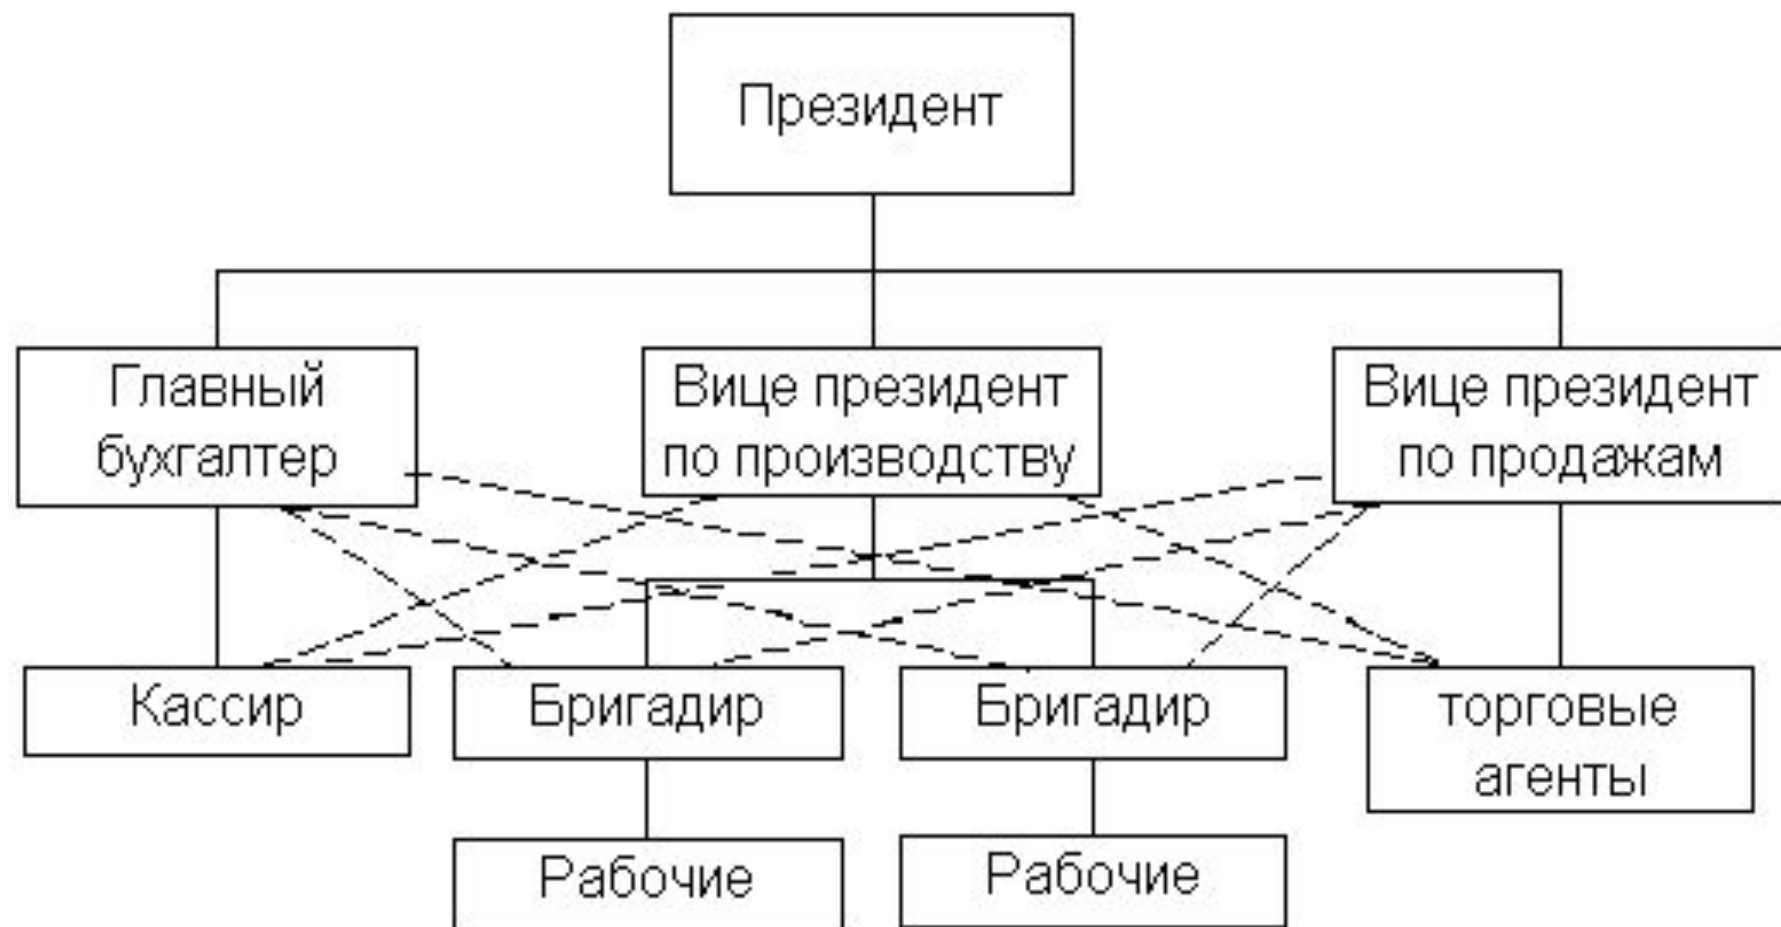 Президент
Главный
бухгалтер
Вице президент
по производству
Вице президент
по продажам
Кассир
Бригадир
Бригадир
торговые
агенты
Рабочие
Рабочие